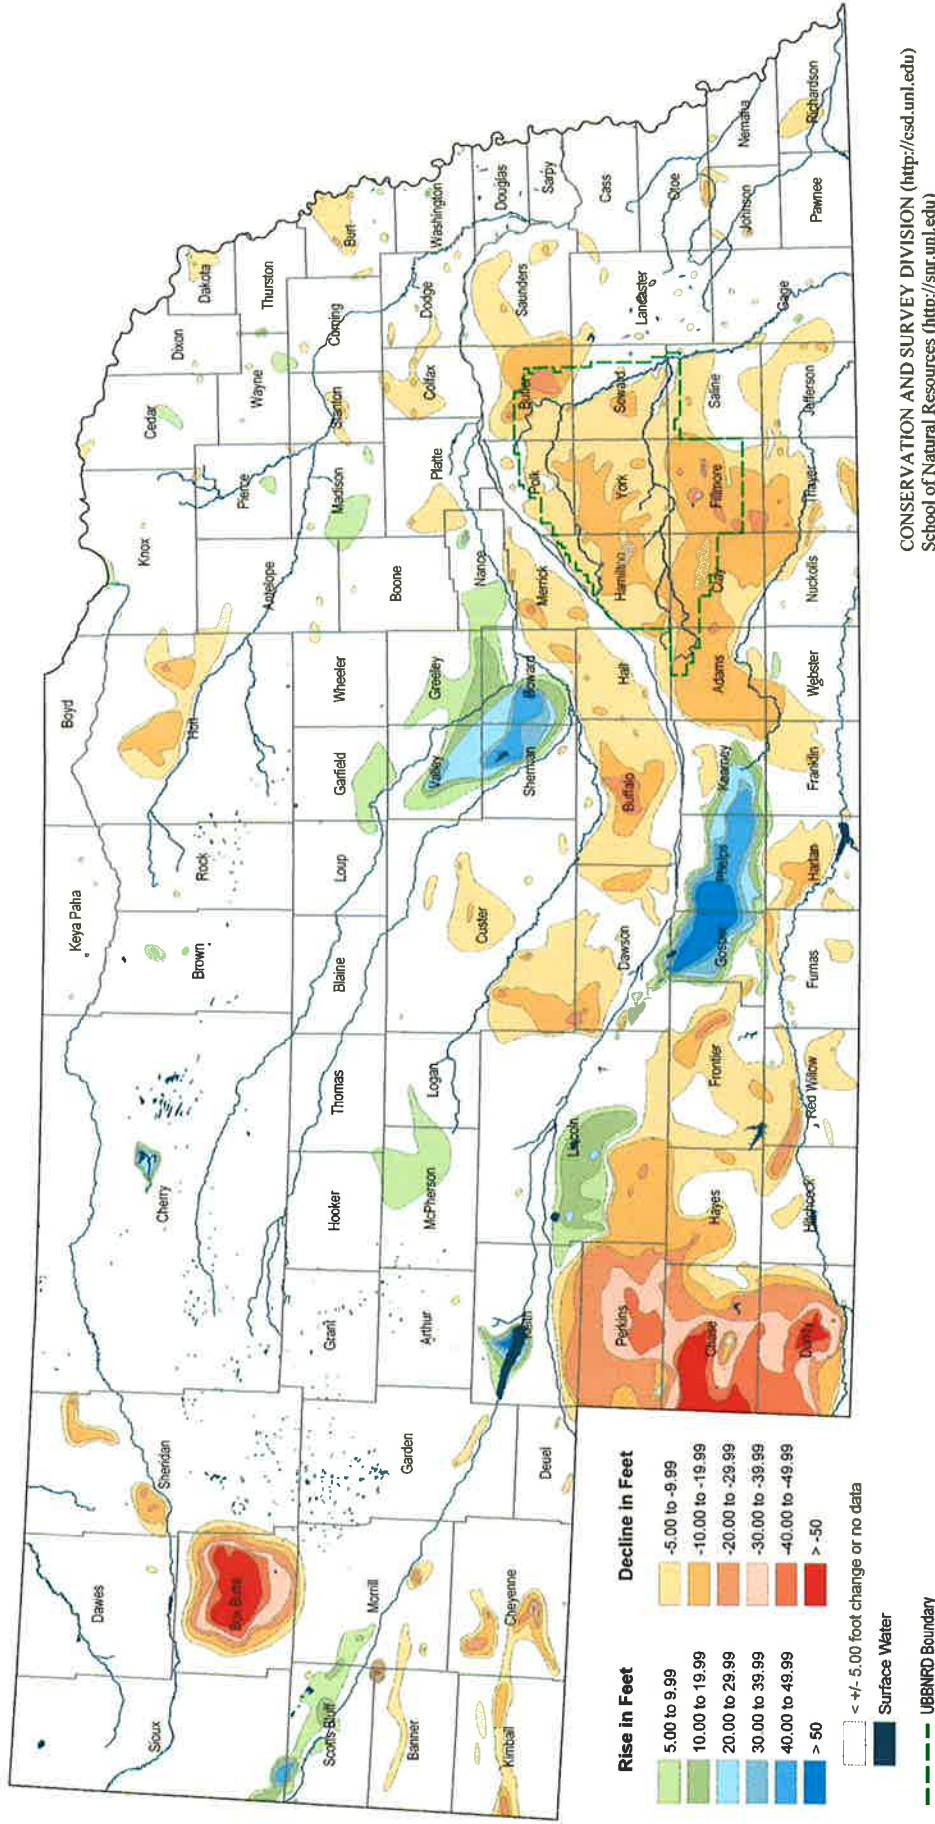 Keya Paha
Boyd
Knox
Cedar
Dixon
Dakota
Sioux
Dawes
Sheridan
Cherry
Brown
Rock
Holt
Antelope
Pierce
Wayne
Thurston
Box Butte
Grant
Hooker
Thomas
Blaine
Loup
Garfield
Wheeler
Boone
Madison
Stanton
Cuming
Burt
Scotts Bluff
Morrill
Garden
Arthur
McPherson
Logan
Custer
Valley
Greeley
Nance
Platte
Colfax
Dodge
Washington
Banner
Kimball
Cheyenne
Deuel
Keith
Lincoln
Dawson
Sherman
Howard
Merrick
Polk
Butler
Saunders
Douglas
Sarpy
Perkins
Buffalo
Hall
Hamilton
York
Seward
Lancaster
Cass
Otoe
Chase
Hayes
Frontier
Gosper
Phelps
Kearney
Adams
Clay
Fillmore
Saline
Gage
Johnson
Nemaha
Dundy
Hitchcock
Red Willow
Furnas
Harlan
Franklin
Webster
Nuckolls
Thayer
Jefferson
Pawnee
Richardson
Rise in Feet
5.00 to 9.99
10.00 to 19.99
20.00 to 29.99
30.00 to 39.99
40.00 to 49.99
> 50
Decline in Feet
-5.00 to -9.99
-10.00 to -19.99
-20.00 to -29.99
-30.00 to -39.99
-40.00 to -49.99
> -50
< +/- 5.00 foot change or no data
Surface Water
UBBNRD Boundary
CONSERVATION AND SURVEY DIVISION (http://csd.unl.edu)
School of Natural Resources (http://snr.unl.edu)